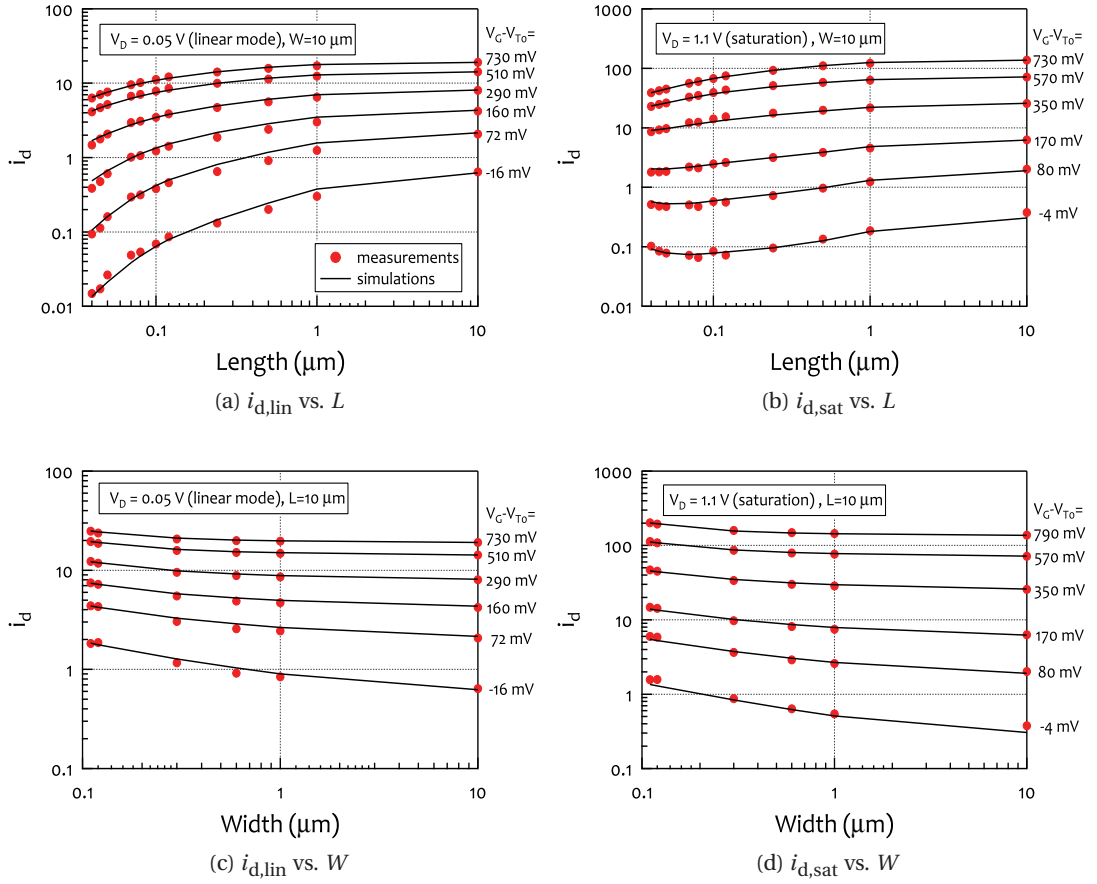 100
10
1
0.1
0.01
i_d
V_D = 0.05 V (linear mode), W=10 µm
V_G-V_T0=
730 mV
510 mV
290 mV
160 mV
72 mV
-16 mV
measurements
simulations
0.1
1
10
Length (µm)
(a) i_d,lin vs. L
1000
100
10
1
0.1
0.01
i_d
V_D = 1.1 V (saturation) , W=10 µm
V_G-V_T0=
730 mV
570 mV
350 mV
170 mV
80 mV
-4 mV
0.1
1
10
Length (µm)
(b) i_d,sat vs. L
100
10
1
0.1
i_d
V_D = 0.05 V (linear mode), L=10 µm
V_G-V_T0=
730 mV
510 mV
290 mV
160 mV
72 mV
-16 mV
0.1
1
10
Width (µm)
(c) i_d,lin vs. W
1000
100
10
1
0.1
i_d
V_D = 1.1 V (saturation) , L=10 µm
V_G-V_T0=
790 mV
570 mV
350 mV
170 mV
80 mV
-4 mV
0.1
1
10
Width (µm)
(d) i_d,sat vs. W